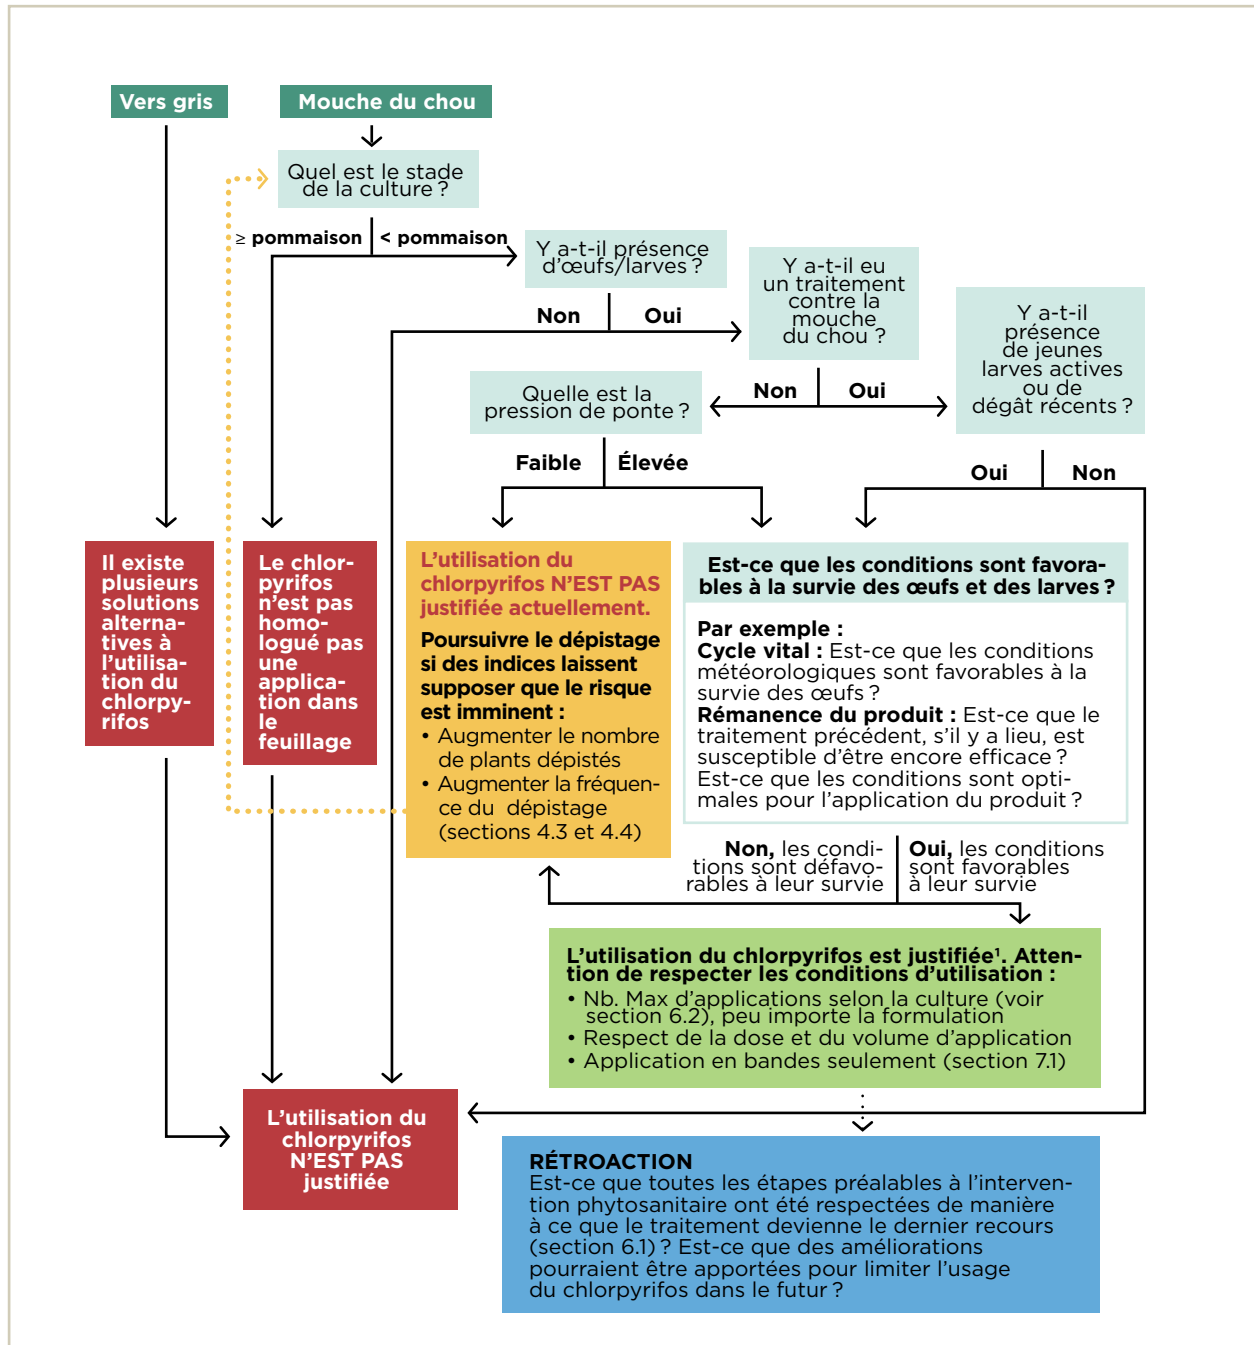 Vers gris
Mouche du chou
Quel est le stade
de la culture ?
≥ pommaison
< pommaison
Y a-t-il présence
d’œufs/larves ?
Non
Oui
Y a-t-il eu
un traitement
contre la
mouche
du chou ?
Non
Oui
Y a-t-il
présence
de jeunes
larves actives
ou de
dégât récents ?
Quelle est la
pression de ponte ?
Faible
Élevée
Oui
Non
Il existe
plusieurs
solutions
alterna-
tives à
l’utilisa-
tion du
chlorpy-
rifos
Le chlor-
pyrifos
n’est pas
homo-
logué pas
une
applica-
tion dans
le
feuillage
L’utilisation du
chlorpyrifos N’EST PAS
justifiée actuellement.
Poursuivre le dépistage
si des indices laissent
supposer que le risque
est imminent :
• Augmenter le nombre
de plants dépistés
• Augmenter la fréquen-
ce du dépistage
(sections 4.3 et 4.4)
Est-ce que les conditions sont favora-
bles à la survie des œufs et des larves ?
Par exemple :
Cycle vital : Est-ce que les conditions
météorologiques sont favorables à la
survie des œufs ?
Rémanence du produit : Est-ce que le
traitement précédent, s’il y a lieu, est
susceptible d’être encore efficace ?
Est-ce que les conditions sont opti-
males pour l’application du produit ?
Non, les condi-
tions sont défavo-
rables à leur survie
Oui, les conditions
sont favorables
à leur survie
L’utilisation du chlorpyrifos est justifiée¹. Atten-
tion de respecter les conditions d’utilisation :
• Nb. Max d’applications selon la culture (voir
section 6.2), peu importe la formulation
• Respect de la dose et du volume d’application
• Application en bandes seulement (section 7.1)
L’utilisation du
chlorpyrifos
N’EST PAS
justifiée
RÉTROACTION
Est-ce que toutes les étapes préalables à l’interven-
tion phytosanitaire ont été respectées de manière
à ce que le traitement devienne le dernier recours
(section 6.1) ? Est-ce que des améliorations
pourraient être apportées pour limiter l’usage
du chlorpyrifos dans le futur ?